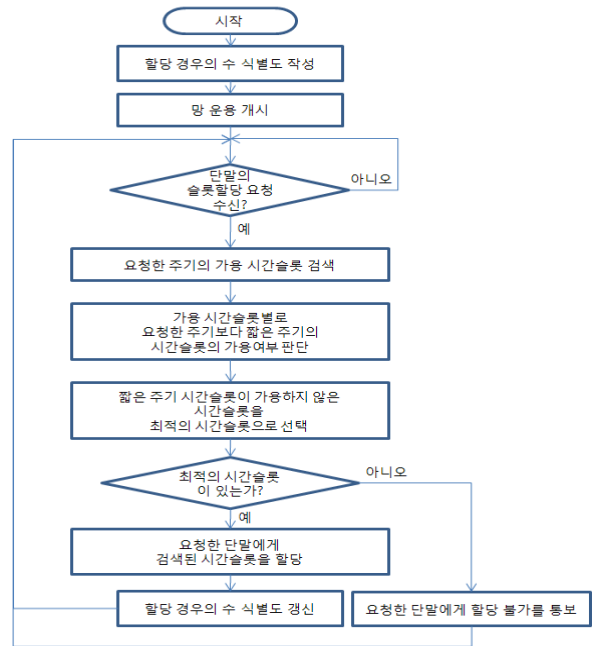 시작
할당 경우의 수 식별도 작성
망 운용 개시
단말의
슬롯할당 요청
수신?
아니오
예
요청한 주기의 가용 시간슬롯 검색
가용 시간슬롯별로
요청한 주기보다 짧은 주기의
시간슬롯의 가용여부 판단
짧은 주기 시간슬롯이 가용하지 않은
시간슬롯을
최적의 시간슬롯으로 선택
최적의 시간슬롯
이 있는가?
아니오
예
요청한 단말에게
검색된 시간슬롯을 할당
할당 경우의 수 식별도 갱신
요청한 단말에게 할당 불가를 통보